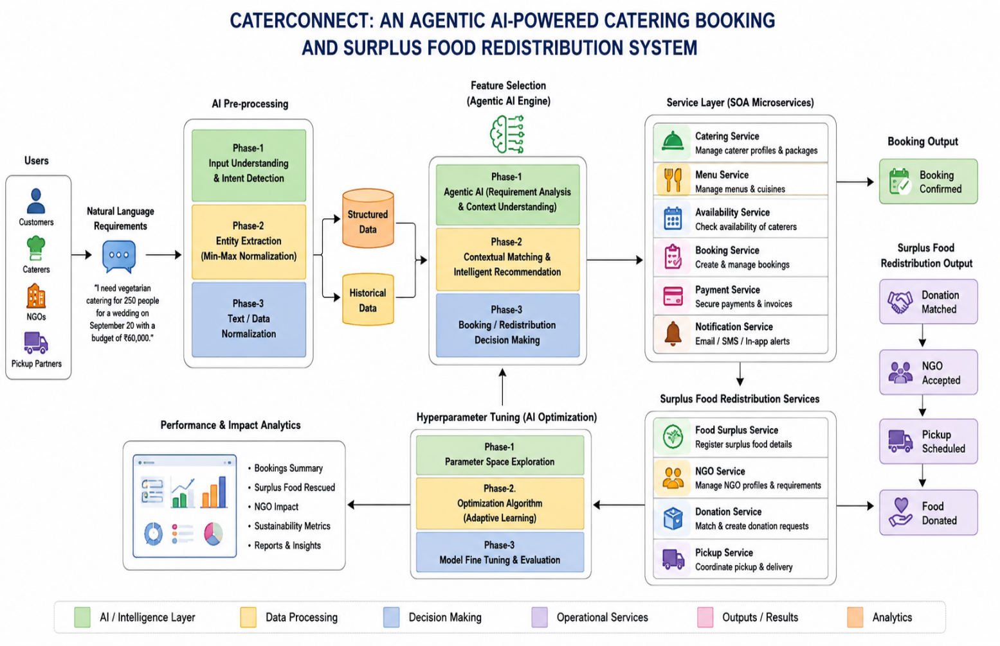 CATERCONNECT: AN AGENTIC AI-POWERED CATERING BOOKING
AND SURPLUS FOOD REDISTRIBUTION SYSTEM
Users
Customers
Caterers
NGOs
Pickup Partners
Natural Language
Requirements
"I need vegetarian
catering for 250 people
for a wedding on
September 20 with a
budget of ₹60,000."
AI Pre-processing
Phase-1
Input Understanding
& Intent Detection
Phase-2
Entity Extraction
(Min-Max Normalization)
Phase-3
Text / Data
Normalization
Structured
Data
Historical
Data
Feature Selection
(Agentic AI Engine)
Phase-1
Agentic AI (Requirement Analysis
& Context Understanding)
Phase-2
Contextual Matching &
Intelligent Recommendation
Phase-3
Booking / Redistribution
Decision Making
Service Layer (SOA Microservices)
Catering Service
Manage caterer profiles & packages
Menu Service
Manage menus & cuisines
Availability Service
Check availability of caterers
Booking Service
Create & manage bookings
Payment Service
Secure payments & invoices
Notification Service
Email / SMS / In-app alerts
Booking Output
Booking
Confirmed
Surplus Food
Redistribution Output
Donation
Matched
NGO
Accepted
Pickup
Scheduled
Food
Donated
Surplus Food Redistribution Services
Food Surplus Service
Register surplus food details
NGO Service
Manage NGO profiles & requirements
Donation Service
Match & create donation requests
Pickup Service
Coordinate pickup & delivery
Hyperparameter Tuning (AI Optimization)
Phase-1
Parameter Space Exploration
Phase-2.
Optimization Algorithm
(Adaptive Learning)
Phase-3
Model Fine Tuning & Evaluation
Performance & Impact Analytics
• Bookings Summary
• Surplus Food Rescued
• NGO Impact
• Sustainability Metrics
• Reports & Insights
AI / Intelligence Layer
Data Processing
Decision Making
Operational Services
Outputs / Results
Analytics